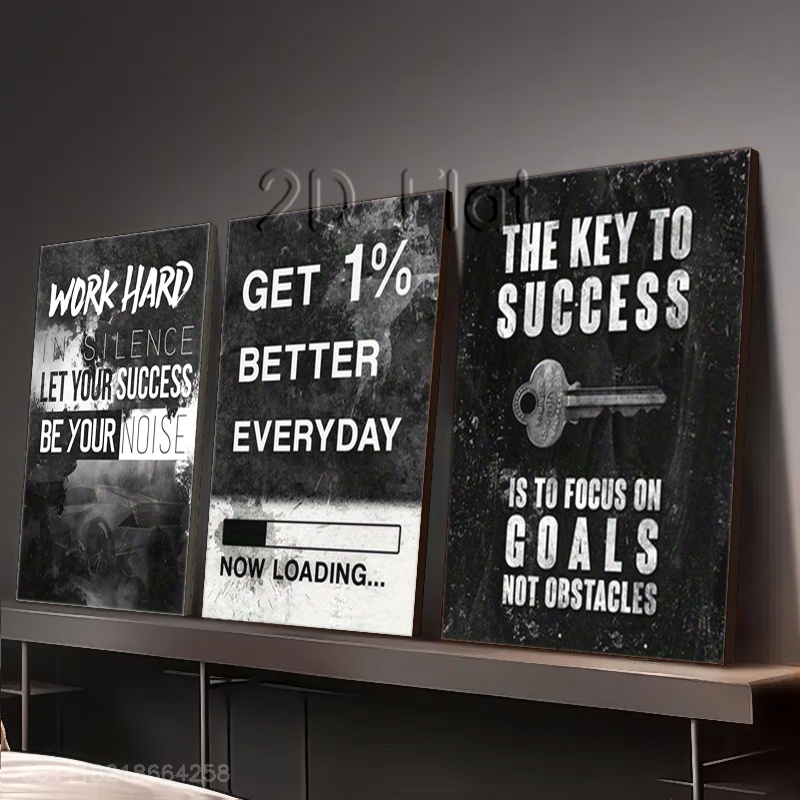 2D Flat
WORK HARD
IN SILENCE
LET YOUR SUCCESS
BE YOUR NOISE
GET 1%
BETTER
EVERYDAY
NOW LOADING...
THE KEY TO
SUCCESS
IS TO FOCUS ON
GOALS
NOT OBSTACLES